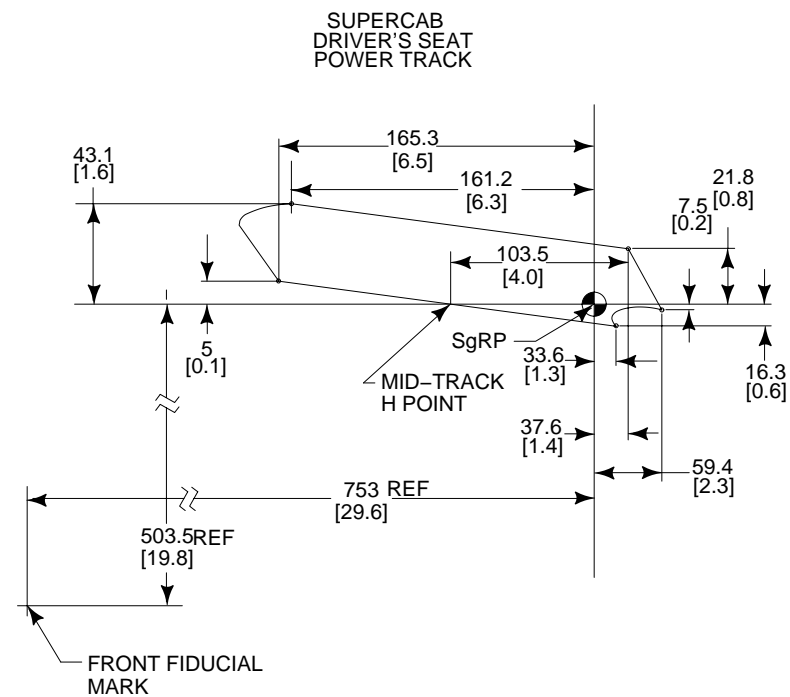 SUPERCAB
DRIVER'S SEAT
POWER TRACK
165.3
[6.5]
43.1
[1.6]
161.2
[6.3]
21.8
[0.8]
7.5
[0.2]
103.5
[4.0]
SgRP
5
[0.1]
33.6
[1.3]
16.3
[0.6]
MID–TRACK
H POINT
37.6
[1.4]
59.4
[2.3]
753 REF
[29.6]
503.5REF
[19.8]
FRONT FIDUCIAL
MARK